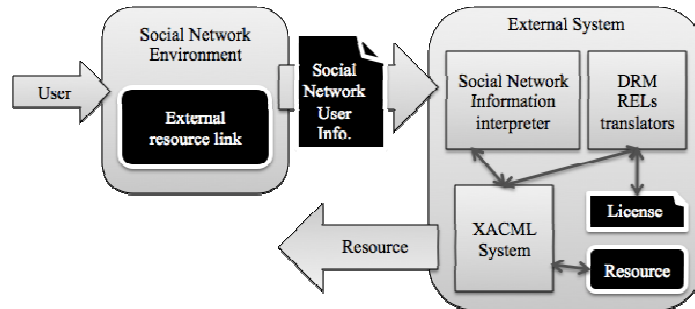 User
Social Network
Environment
External
resource link
Social
Network
User
Info.
External System
Social Network
Information
interpreter
DRM
RELs
translators
XACML
System
License
Resource
Resource